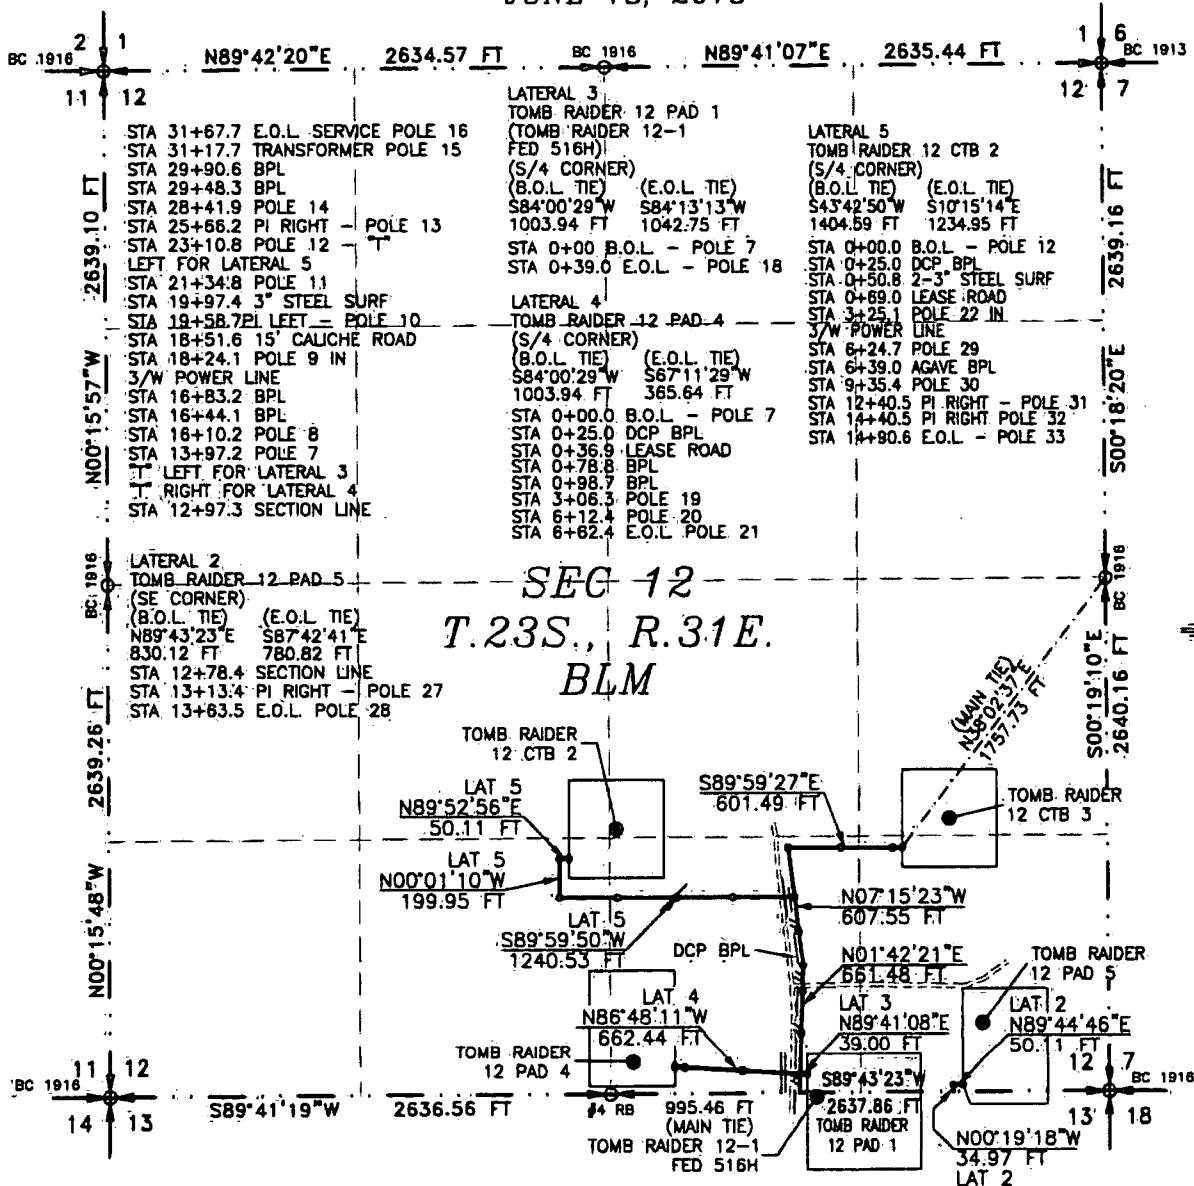 2 1
BC 1916
N89°42'20"E 2634.57 FT
BC 1916
N89°41'07"E 2635.44 FT
1 6
BC 1913
11 12
12 7
STA 31+67.7 E.O.L. SERVICE POLE 16
STA 31+17.7 TRANSFORMER POLE 15
STA 29+90.6 BPL
STA 29+48.3 BPL
STA 28+41.9 POLE 14
STA 25+66.2 PI RIGHT - POLE 13
STA 23+10.8 POLE 12 - "T"
LEFT FOR LATERAL 5
STA 21+34.8 POLE 11
STA 19+97.4 3" STEEL SURF
STA 19+58.7PI LEFT - POLE 10
STA 18+51.6 15' CALICHE ROAD
STA 18+24.1 POLE 9 IN
3/W POWER LINE
STA 16+83.2 BPL
STA 16+44.1 BPL
STA 16+10.2 POLE 8
STA 13+97.2 POLE 7
"T" LEFT FOR LATERAL 3
"T" RIGHT FOR LATERAL 4
STA 12+97.3 SECTION LINE
LATERAL 3
TOMB RAIDER 12 PAD 1
(TOMB RAIDER 12-1
FED 516H)
(S/4 CORNER)
(B.O.L. TIE) (E.O.L. TIE)
S84°00'29"W S84°13'13"W
1003.94 FT 1042.75 FT
STA 0+00 B.O.L. - POLE 7
STA 0+39.0 E.O.L. - POLE 18
LATERAL 4
TOMB RAIDER 12 PAD 4
(S/4 CORNER)
(B.O.L. TIE) (E.O.L. TIE)
S84°00'29"W S67°11'29"W
1003.94 FT 365.64 FT
STA 0+00.0 B.O.L. - POLE 7
STA 0+25.0 DCP BPL
STA 0+36.9 LEASE ROAD
STA 0+78.8 BPL
STA 0+98.7 BPL
STA 3+06.3 POLE 19
STA 6+12.4 POLE 20
STA 6+62.4 E.O.L. POLE 21
LATERAL 5
TOMB RAIDER 12 CTB 2
(S/4 CORNER)
(B.O.L. TIE) (E.O.L. TIE)
S43°42'50"W S10°15'14"E
1404.59 FT 1234.95 FT
STA 0+00.0 B.O.L. - POLE 12
STA 0+25.0 DCP BPL
STA 0+50.8 2-3" STEEL SURF
STA 0+69.0 LEASE ROAD
STA 3+25.1 POLE 22 IN
3/W POWER LINE
STA 6+24.7 POLE 29
STA 6+39.0 AGAVE BPL
STA 9+35.4 POLE 30
STA 12+40.5 PI RIGHT - POLE 31
STA 14+40.5 PI RIGHT POLE 32
STA 14+90.6 E.O.L. - POLE 33
N00°15'57"W 2639.10 FT
S00°18'20"E 2639.16 FT
BC 1916
BC 1916
LATERAL 2
TOMB RAIDER 12 PAD 5
(SE CORNER)
(B.O.L. TIE) (E.O.L. TIE)
N89°43'23"E S87°42'41"E
830.12 FT 780.82 FT
STA 12+78.4 SECTION LINE
STA 13+13.4 PI RIGHT - POLE 27
STA 13+63.5 E.O.L. POLE 28
SEC 12
T.23S., R.31E.
BLM
(MAIN TIE)
N38°02'37"E
1757.73 FT
S00°19'10"E
2640.16 FT
N00°15'48"W 2639.26 FT
TOMB RAIDER
12 CTB 2
LAT 5
N89°52'56"E
50.11 FT
S89°59'27"E
601.49 FT
TOMB RAIDER
12 CTB 3
LAT 5
N00°01'10"W
199.95 FT
N07°15'23"W
607.55 FT
LAT 5
S89°59'50"W
1240.53 FT
DCP BPL
N01°42'21"E
661.48 FT
TOMB RAIDER
12 PAD 5
LAT 4
N86°48'11"W
662.44 FT
LAT 3
N89°41'08"E
39.00 FT
LAT 2
N89°44'46"E
50.11 FT
TOMB RAIDER
12 PAD 4
11 12
BC 1916
14 13
S89°41'19"W 2636.56 FT
#4 RB
995.46 FT
(MAIN TIE)
TOMB RAIDER 12-1
FED 516H
S89°43'23"W
2637.86 FT
TOMB RAIDER
12 PAD 1
12 7
BC 1916
13 18
N00°19'18"W
34.97 FT
LAT 2